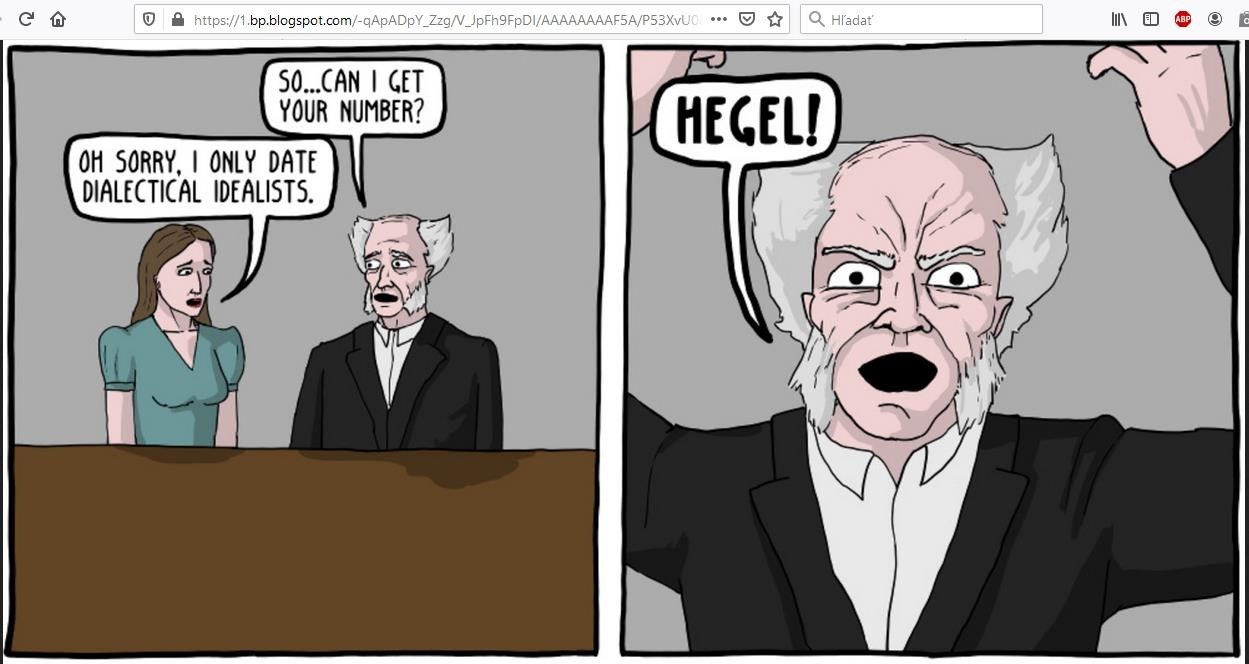 https://1.bp.blogspot.com/-qApADpY_Zzg/V_JpFh9FpDI/AAAAAAAAF5A/P53XvU0
Hľadať
ABP
SO...CAN I GET
YOUR NUMBER?
OH SORRY, I ONLY DATE
DIALECTICAL IDEALISTS.
HEGEL!